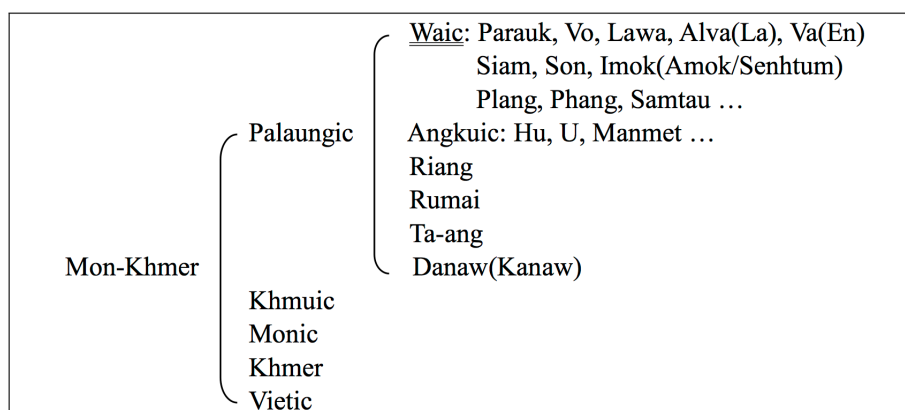 Waic: Parauk, Vo, Lawa, Alva(La), Va(En)
Siam, Son, Imok(Amok/Senhtum)
Plang, Phang, Samtau …
Palaungic
Angkuic: Hu, U, Manmet …
Riang
Rumai
Ta-ang
Mon-Khmer
Danaw(Kanaw)
Khmuic
Monic
Khmer
Vietic